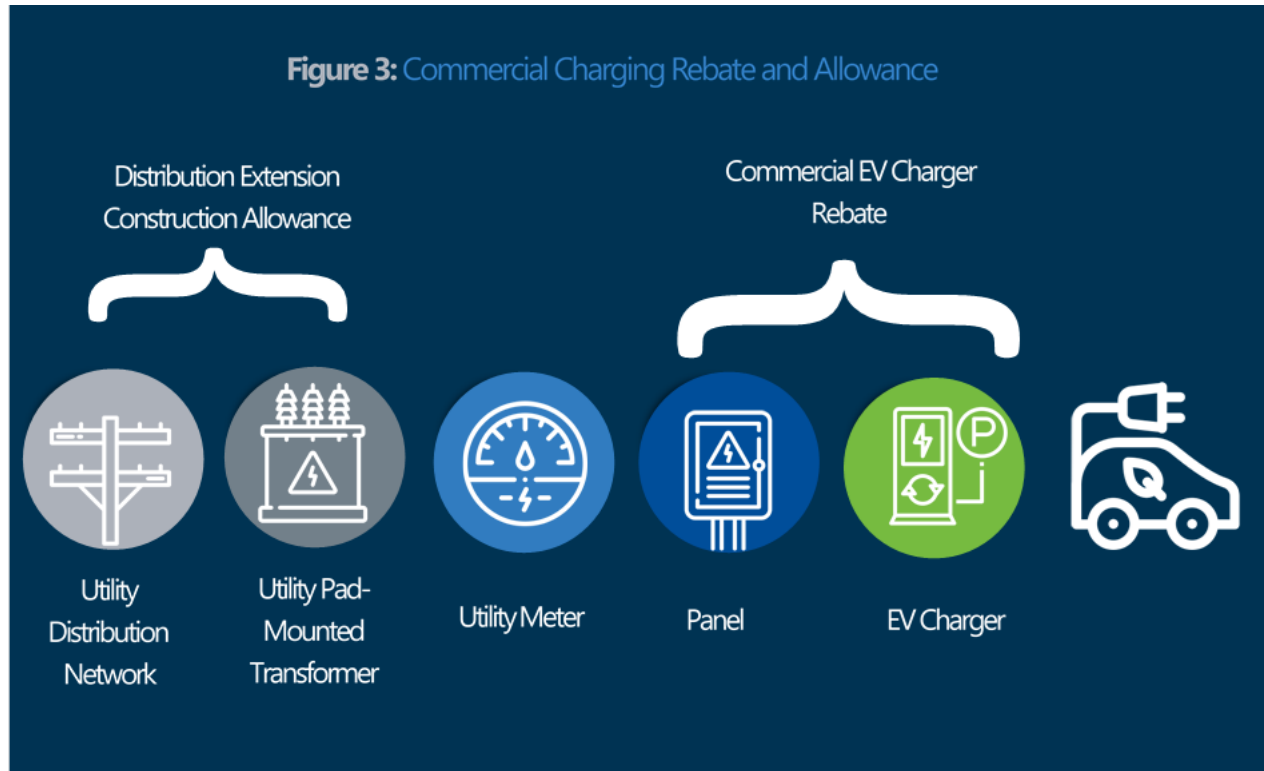 Figure 3: Commercial Charging Rebate and Allowance
Distribution Extension
Construction Allowance
Commercial EV Charger
Rebate
P
Utility
Distribution
Network
Utility Pad-
Mounted
Transformer
Utility Meter
Panel
EV Charger